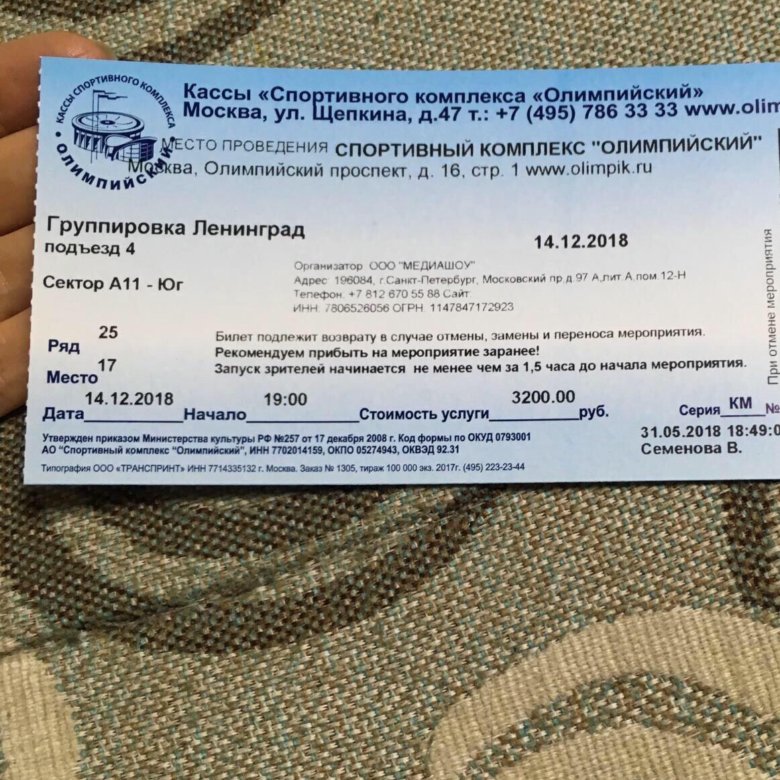 КАССЫ СПОРТИВНОГО КОМПЛЕКСА
• ОЛИМПИЙСКИЙ •
Кассы «Спортивного комплекса «Олимпийский»
Москва, ул. Щепкина, д.47 т.: +7 (495) 786 33 33 www.olim
МЕСТО ПРОВЕДЕНИЯ СПОРТИВНЫЙ КОМПЛЕКС "ОЛИМПИЙСКИЙ"
Москва, Олимпийский проспект, д. 16, стр. 1 www.olimpik.ru
Группировка Ленинград
14.12.2018
подъезд 4
Сектор А11 - Юг
Организатор ООО "МЕДИАШОУ"
Адрес 196084, г.Санкт-Петербург, Московский пр.д.97 А,лит.А,пом.12-Н
Телефон. +7 812 670 55 88 Сайт
ИНН 7806526056 ОГРН 1147847172923
Ряд 25
Место 17
Билет подлежит возврату в случае отмены, замены и переноса мероприятия.
Рекомендуем прибыть на мероприятие заранее!
Запуск зрителей начинается не менее чем за 1,5 часа до начала мероприятия.
Дата 14.12.2018 Начало 19:00 Стоимость услуги 3200.00 руб. Серия КМ №
Утвержден приказом Министерства культуры РФ №257 от 17 декабря 2008 г. Код формы по ОКУД 0793001
АО "Спортивный комплекс "Олимпийский", ИНН 7702014159, ОКПО 05274943, ОКВЭД 92.31
Типография ООО «ТРАНСПРИНТ» ИНН 7714335132 г. Москва. Заказ № 1305, тираж 100 000 экз. 2017г. (495) 223-23-44
31.05.2018 18:49:0
Семенова В.
При отмене мероприятия